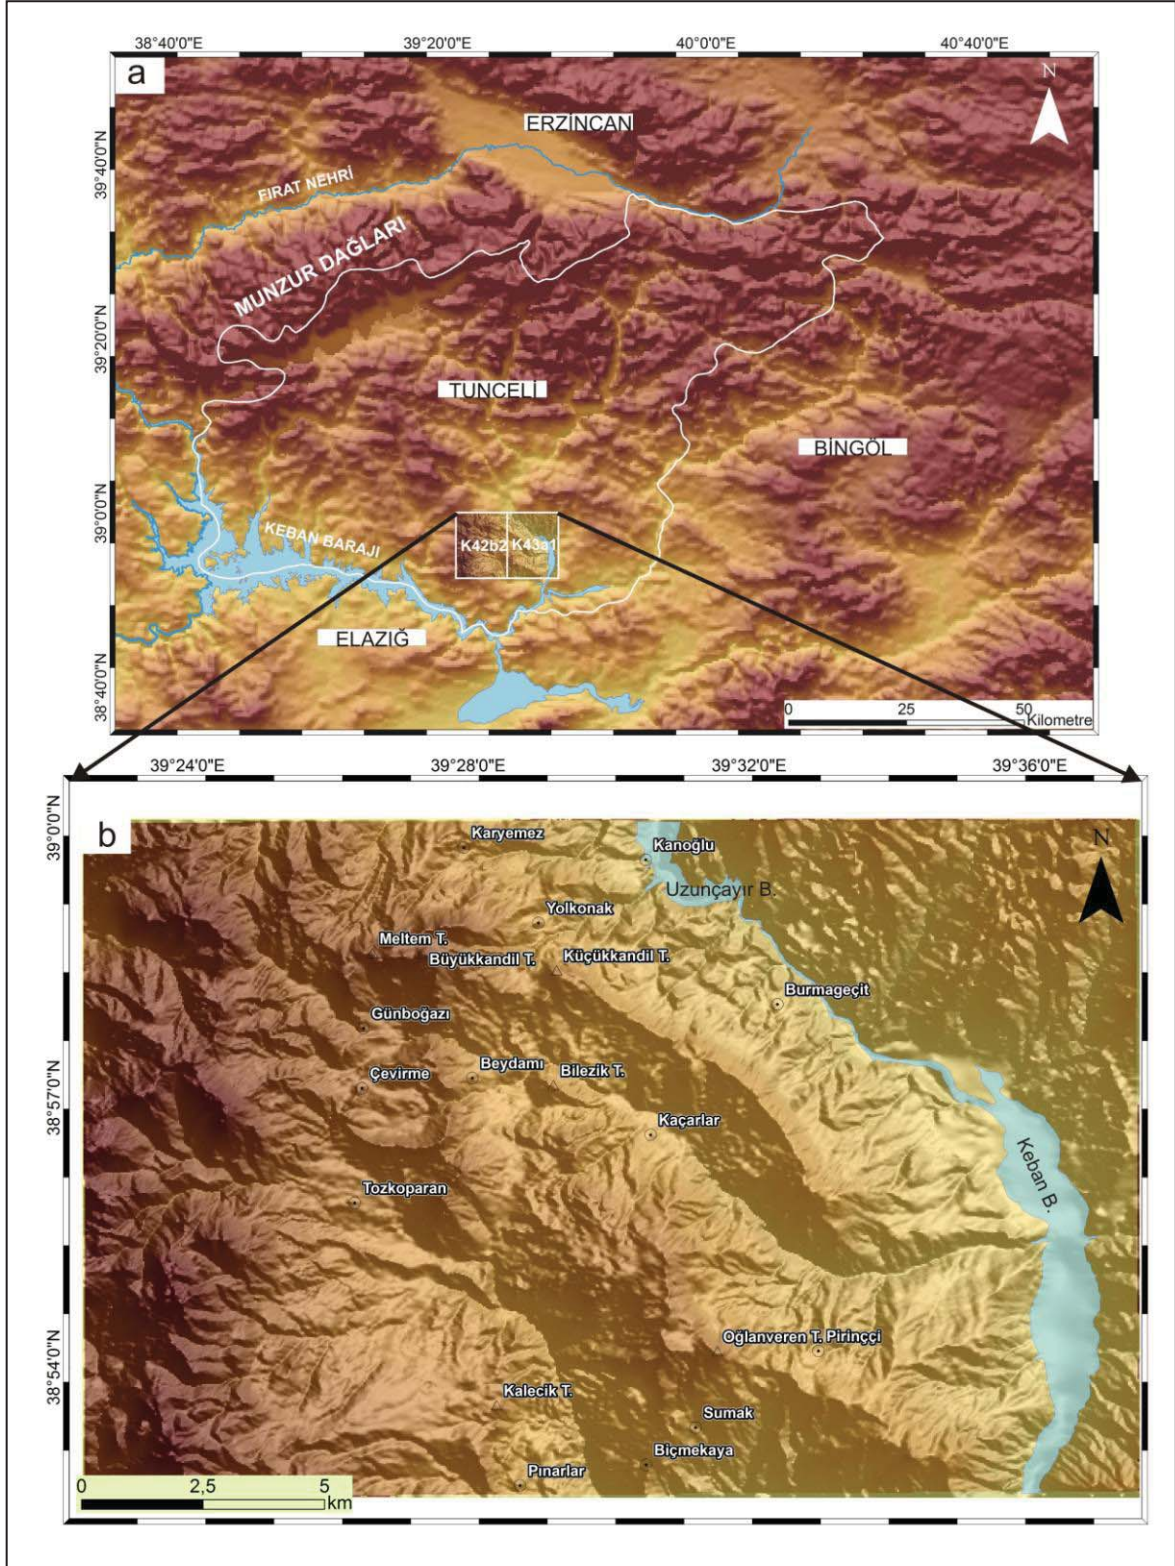 38°40'0"E
39°20'0"E
40°0'0"E
40°40'0"E
a
N
ERZİNCAN
39°40'0"N
FIRAT NEHRİ
MUNZUR DAĞLARI
39°20'0"N
TUNCELİ
BİNGÖL
39°0'0"N
KEBAN BARAJI
K42b2
K43a1
ELAZIĞ
38°40'0"N
0
25
50
Kilometre
39°24'0"E
39°28'0"E
39°32'0"E
39°36'0"E
39°0'0"N
b
N
Karyemez
Kanoğlu
Uzunçayır B.
Yolkonak
Meltem T.
Büyükkandil T.
Küçükkandil T.
Burmageçit
Günboğazı
Çevirme
Beydamı
Bilezik T.
38°57'0"N
Kaçarlar
Keban B.
Tozkoparan
Oğlanveren T.
Pirinççi
38°54'0"N
Kalecik T.
Sumak
Biçmekaya
Pınarlar
0
2,5
5
km